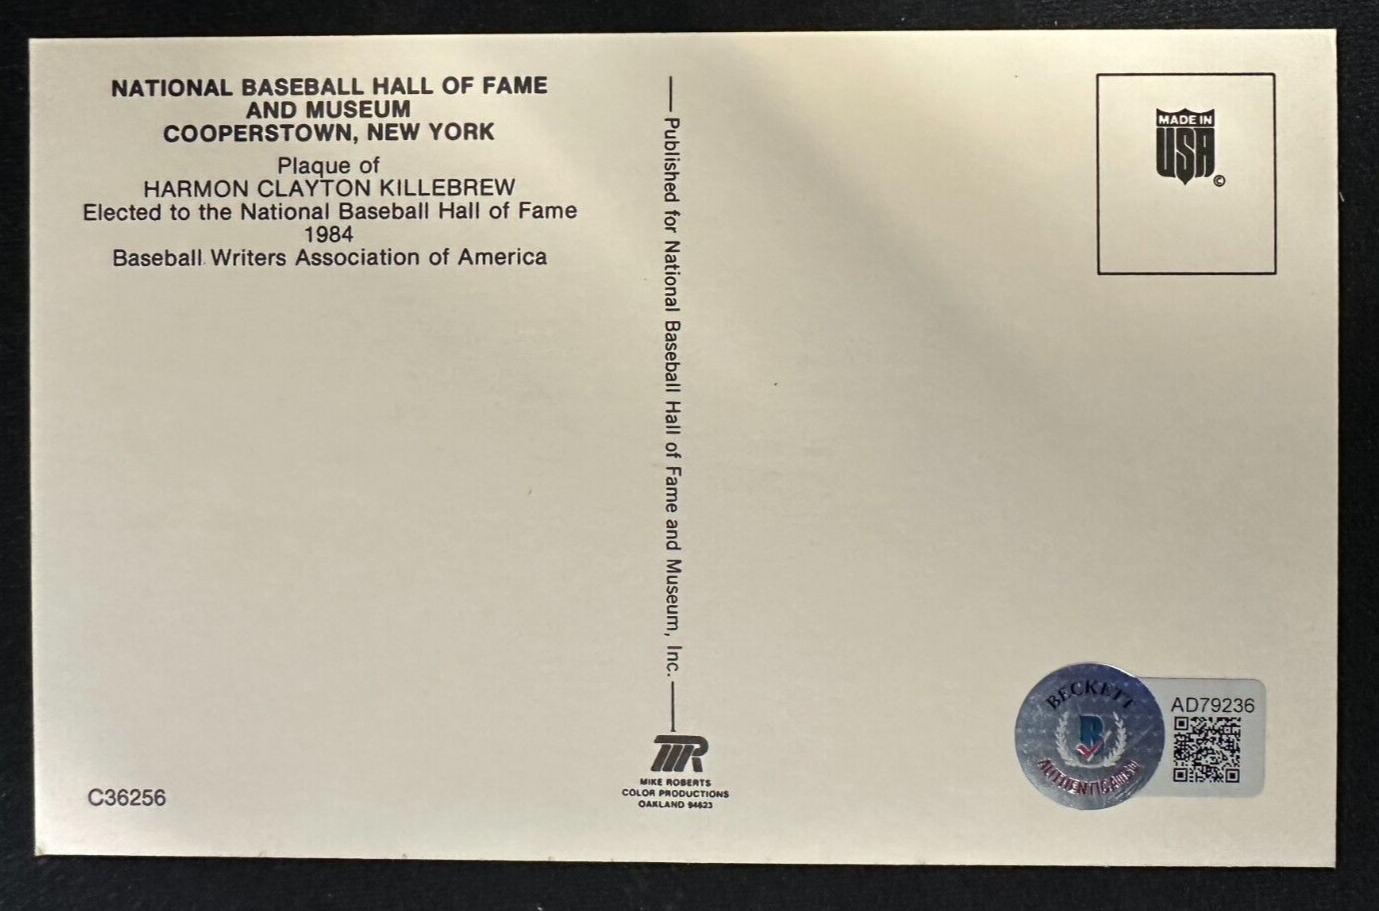 NATIONAL BASEBALL HALL OF FAME
AND MUSEUM
COOPERSTOWN, NEW YORK
Plaque of
HARMON CLAYTON KILLEBREW
Elected to the National Baseball Hall of Fame
1984
Baseball Writers Association of America
C36256
Published for National Baseball Hall of Fame and Museum, Inc.
MIKE ROBERTS
COLOR PRODUCTIONS
OAKLAND 94623
MADE IN
USA
©
BECKETT
B
AUTHENTICATION
AD79236